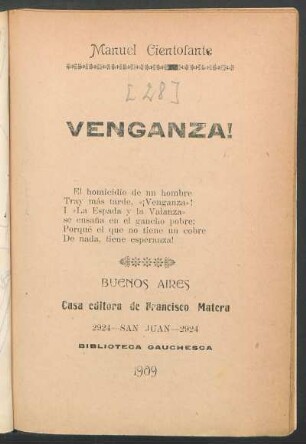 Manuel Cientofante
[28]
VENGANZA!
El homicidio de un hombre
Tray más tarde, «¡Venganza»!
I «La Espada y la Valanza»
se ensaña en el gaucho pobre:
Porqué el que no tiene un cobre
De nada, tiene espernuza!
BUENOS AIRES
Casa editora de Francisco Matera
2924—SAN JUAN—2924
BIBLIOTECA GAUCHESCA
1909